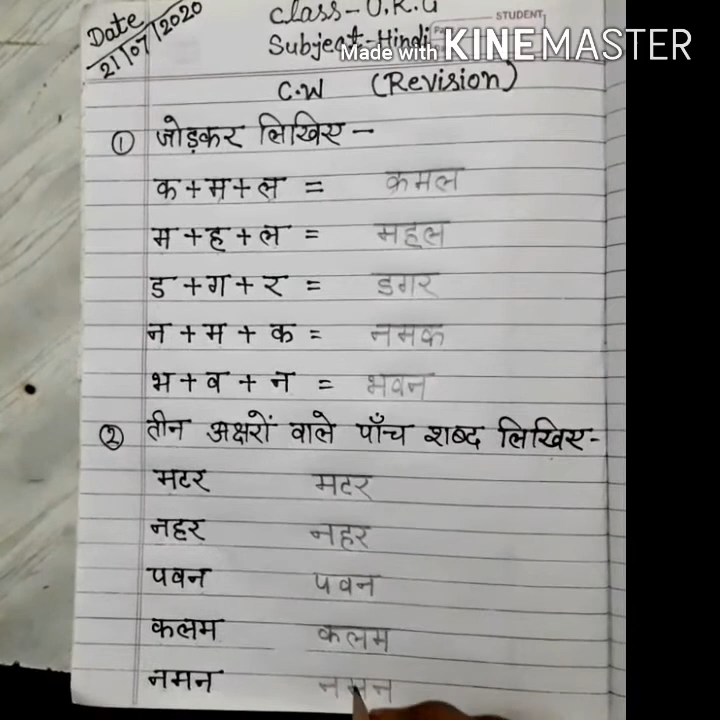 Date 21/07/2020
Class-U.K.G
STUDENT
Subject-Hindi
Made with KINEMASTER
C.W (Revision)
① जोड़कर लिखिए -
क+म+ल = कमल
म+ह+ल = महल
ड+ग+र = डगर
न+म+क = नमक
भ+व+न = भवन
② तीन अक्षरों वाले पाँच शब्द लिखिए-
मटर मटर
नहर नहर
पवन पवन
कलम कलम
नमन नमन